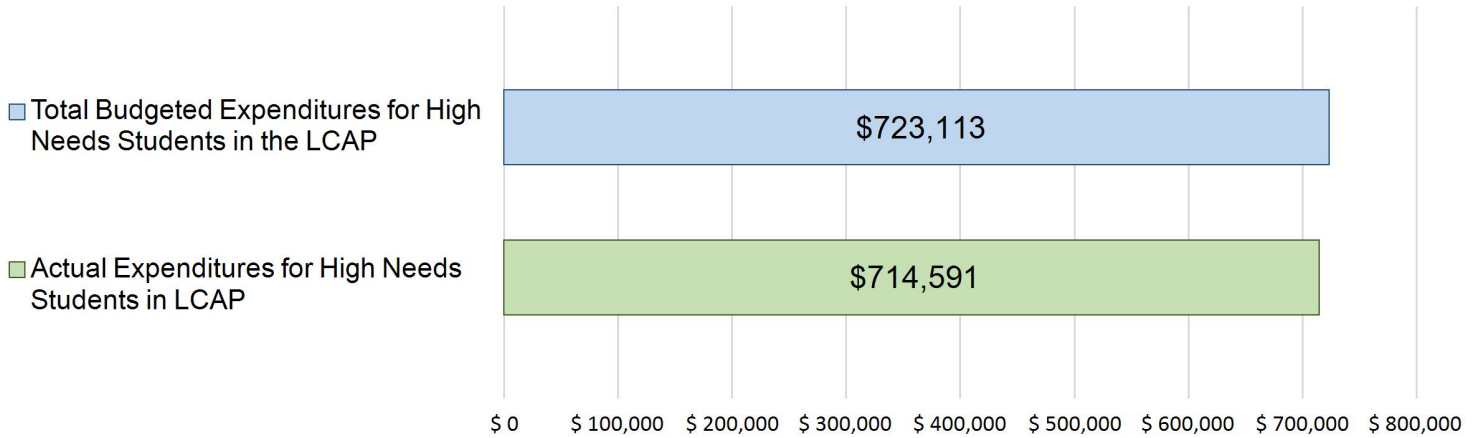 Total Budgeted Expenditures for High
Needs Students in the LCAP
$723,113
Actual Expenditures for High Needs
Students in LCAP
$714,591
$ 0 $ 100,000 $ 200,000 $ 300,000 $ 400,000 $ 500,000 $ 600,000 $ 700,000 $ 800,000